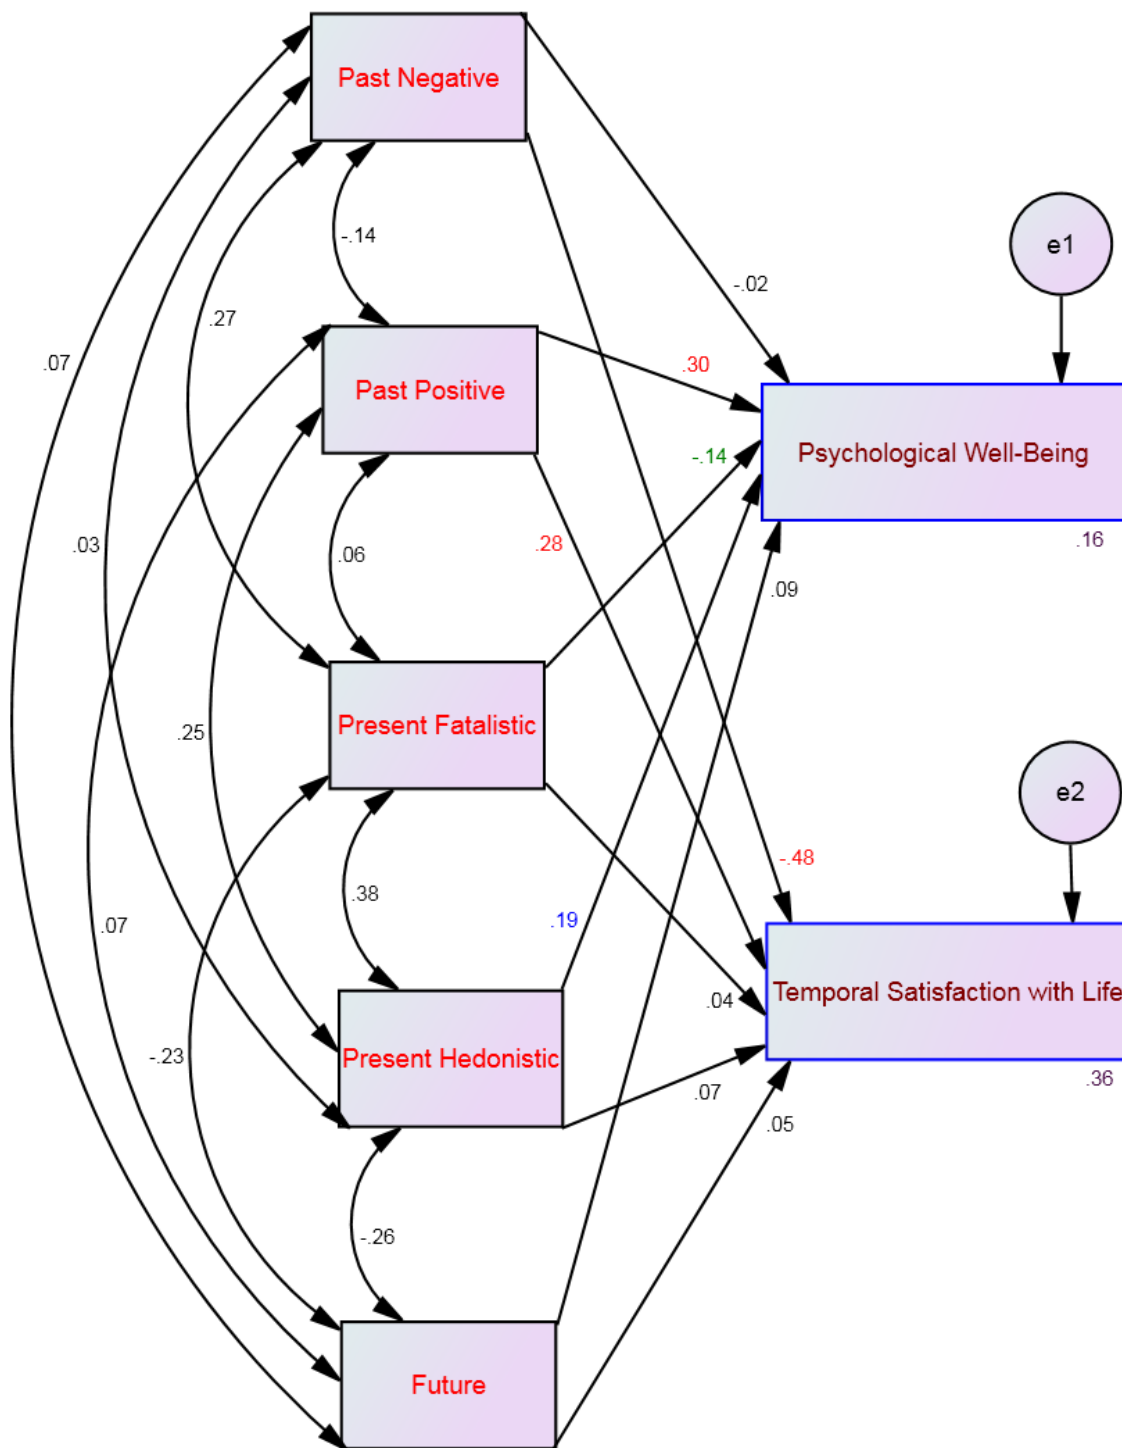 Past Negative
-.14
e1
-.02
.27
.07
Past Positive
.30
Psychological Well-Being
-.14
.16
.03
.06
.28
.09
.25
Present Fatalistic
e2
-.48
.38
.19
.07
Temporal Satisfaction with Life
.04
.36
-.23
Present Hedonistic
.07
.05
-.26
Future